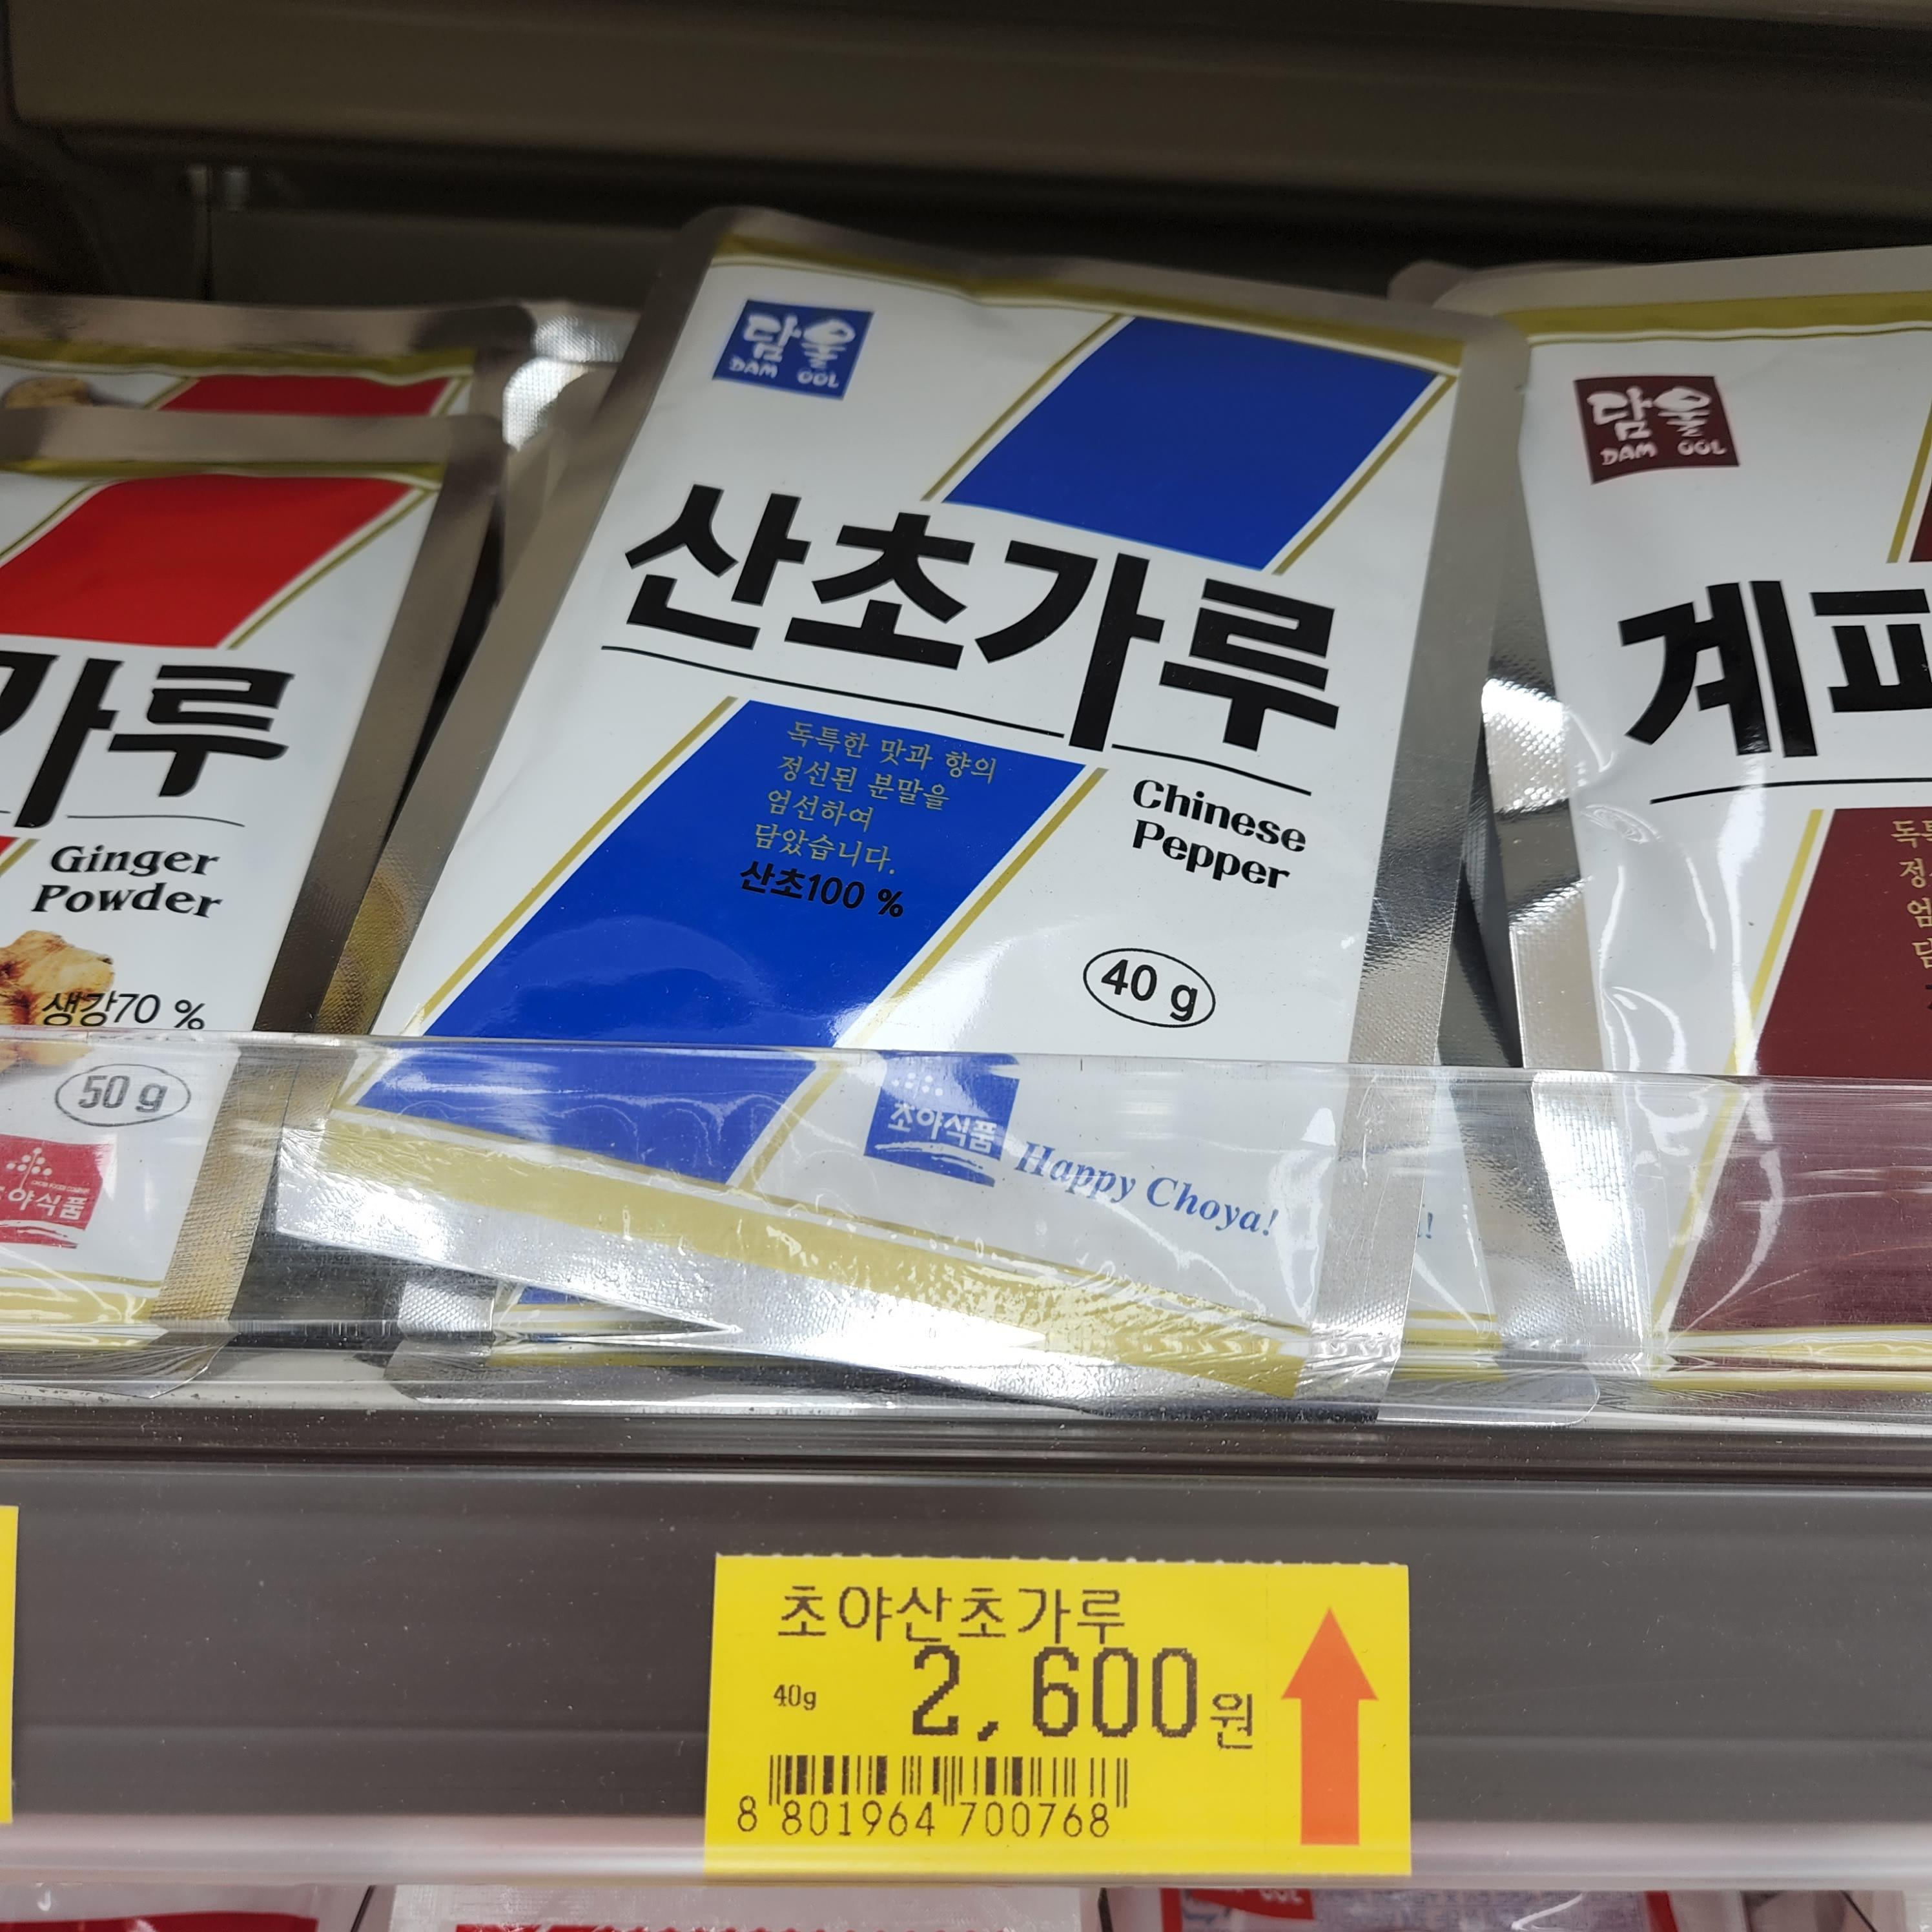 담울
DAM OOL
산초가루
독특한 맛과 향의
정선된 분말을
엄선하여
담았습니다.
산초100 %
Chinese
Pepper
40 g
초야식품
Happy Choya!
가루
Ginger
Powder
생강70 %
50 g
야식품
담울
DAM OOL
계피
초야산초가루
40g
2,600원
8 801964 700768